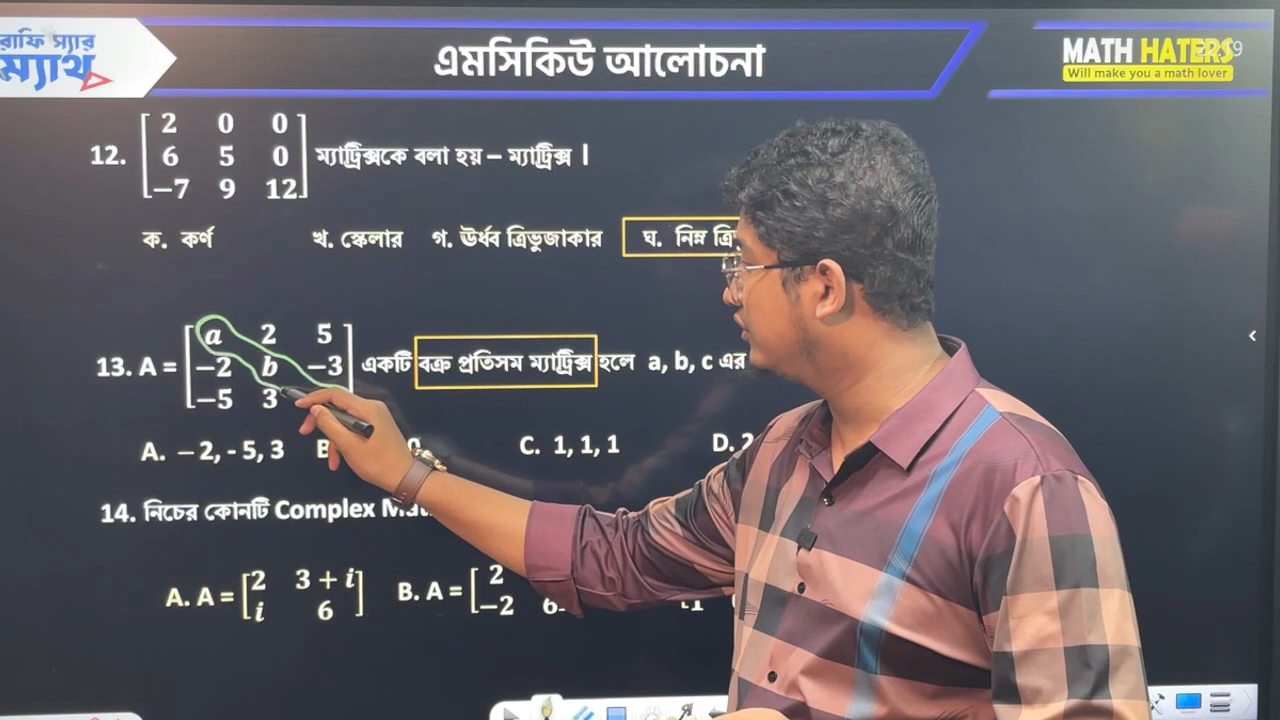 রাফি স্যার
ম্যাথ
এমসিকিউ আলোচনা
MATH HATERS
Will make you a math lover
2 0 0
12. 6 5 0 ম্যাট্রিক্সকে বলা হয় – ম্যাট্রিক্স ।
−7 9 12
ক. কর্ণ খ. স্কেলার গ. ঊর্ধ্ব ত্রিভুজাকার ঘ. নিম্ন
a 2 5
13. A = −2 b −3 একটি বক্র প্রতিসম ম্যাট্রিক্স হলে a, b, c এর
−5 3
A. – 2, - 5, 3 B 0 C. 1, 1, 1 D. 2
14. নিচের কোনটি Complex
2 3 + i 2
A. A = B. A =
i 6 −2 6